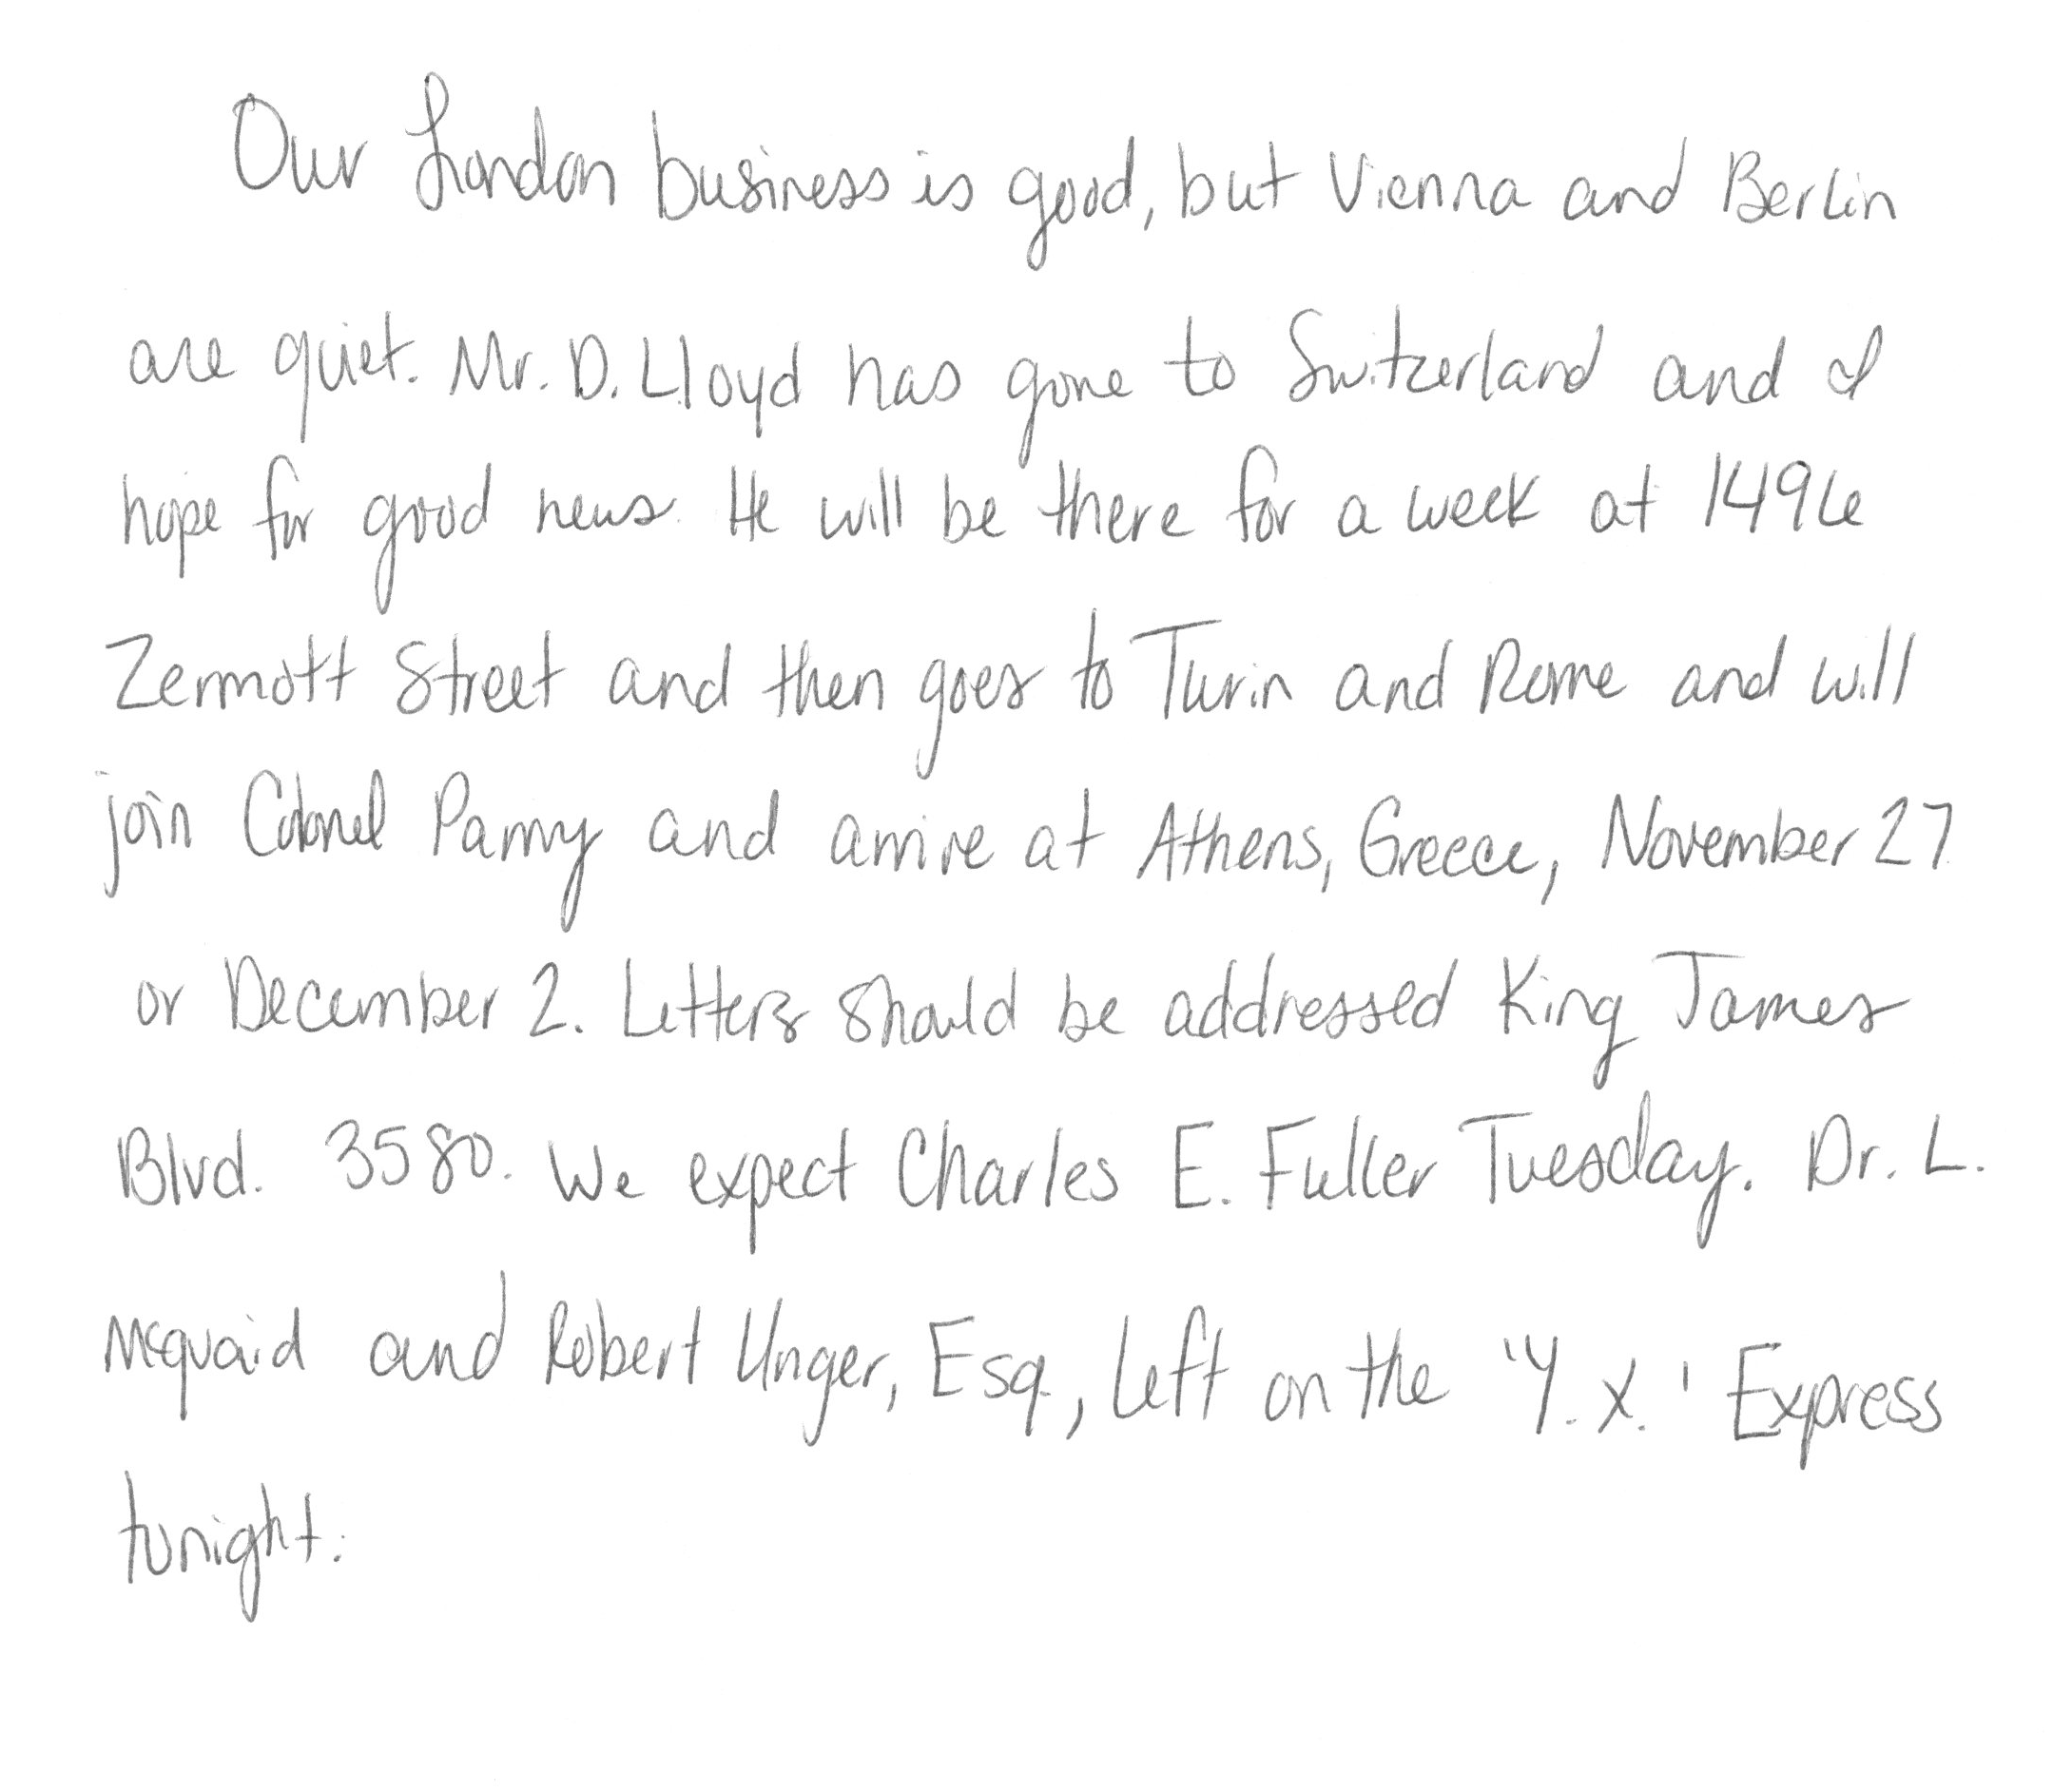 Our London business is good, but Vienna and Berlin
are quiet. Mr. D. Lloyd has gone to Switzerland and I
hope for good news. He will be there for a week at 1496
Zermott Street and then goes to Turin and Rome and will
join Colonel Parry and arrive at Athens, Greece, November 27
or December 2. Letters should be addressed King James
Blvd. 3580. We expect Charles E. Fuller Tuesday. Dr. L.
McQuaid and Robert Unger, Esq., left on the 'Y. X.' Express
tonight.